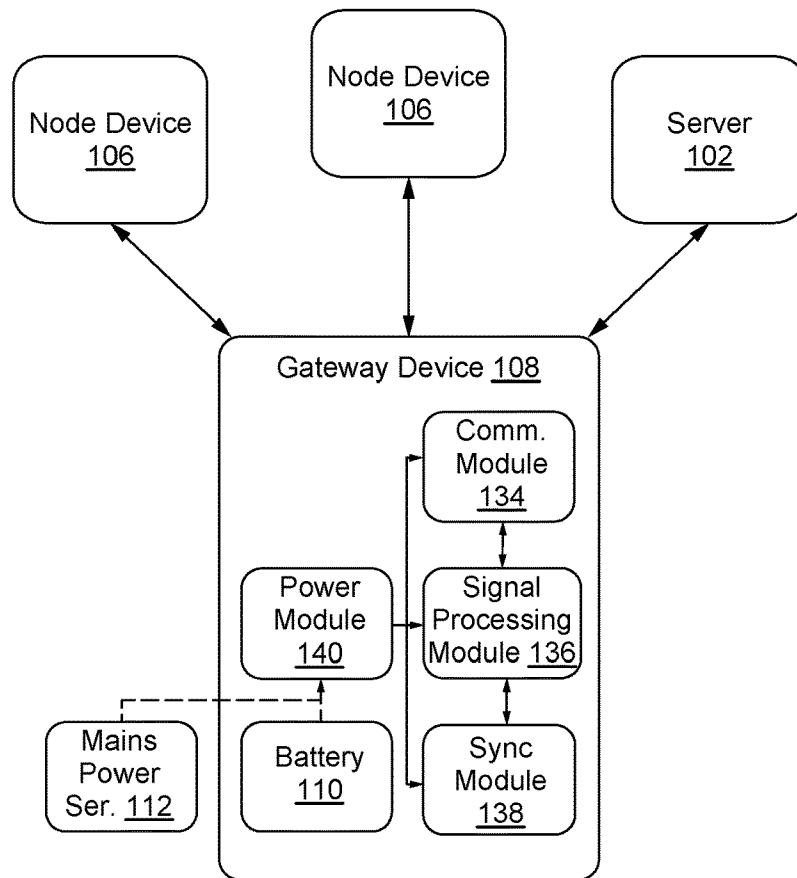 Node Device
106
Node Device
106
Server
102
Gateway Device 108
Comm.
Module
134
Power
Module
140
Signal
Processing
Module 136
Mains
Power
Ser. 112
Battery
110
Sync
Module
138